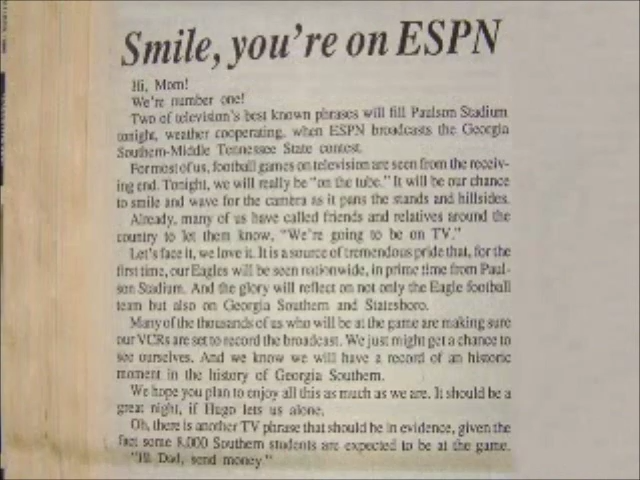 Smile, you're on ESPN
Hi, Mom!
We're number one!
Two of television's best known phrases will fill Paulson Stadium
tonight, weather cooperating, when ESPN broadcasts the Georgia
Southern-Middle Tennessee State contest.
For most of us, football games on television are seen from the receiv-
ing end. Tonight, we will really be "on the tube." It will be our chance
to smile and wave for the camera as it pans the stands and hillsides.
Already, many of us have called friends and relatives around the
country to let them know, "We're going to be on TV."
Let's face it, we love it. It is a source of tremendous pride that, for the
first time, our Eagles will be seen nationwide, in prime time from Paul-
son Stadium. And the glory will reflect on not only the Eagle football
team but also on Georgia Southern and Statesboro.
Many of the thousands of us who will be at the game are making sure
our VCRs are set to record the broadcast. We just might get a chance to
see ourselves. And we know we will have a record of an historic
moment in the history of Georgia Southern.
We hope you plan to enjoy all this as much as we are. It should be a
great night, if Hugo lets us alone.
Oh, there is another TV phrase that should be in evidence, given the
fact some 8,000 Southern students are expected to be at the game.
"Hi, Dad, send money."